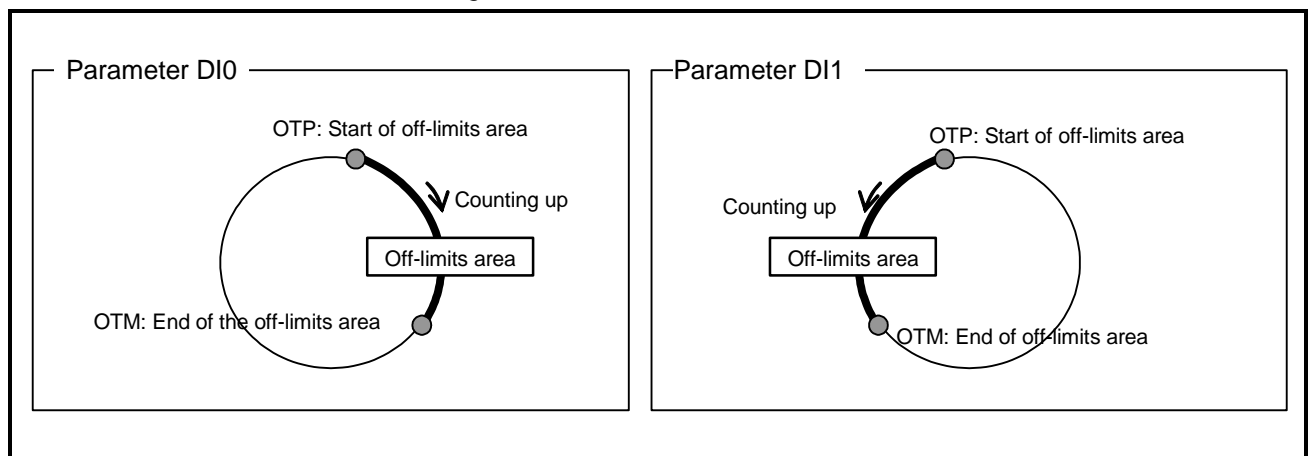 Parameter DI0
OTP: Start of off-limits area
Counting up
Off-limits area
OTM: End of the off-limits area
Parameter DI1
OTP: Start of off-limits area
Counting up
Off-limits area
OTM: End of off-limits area